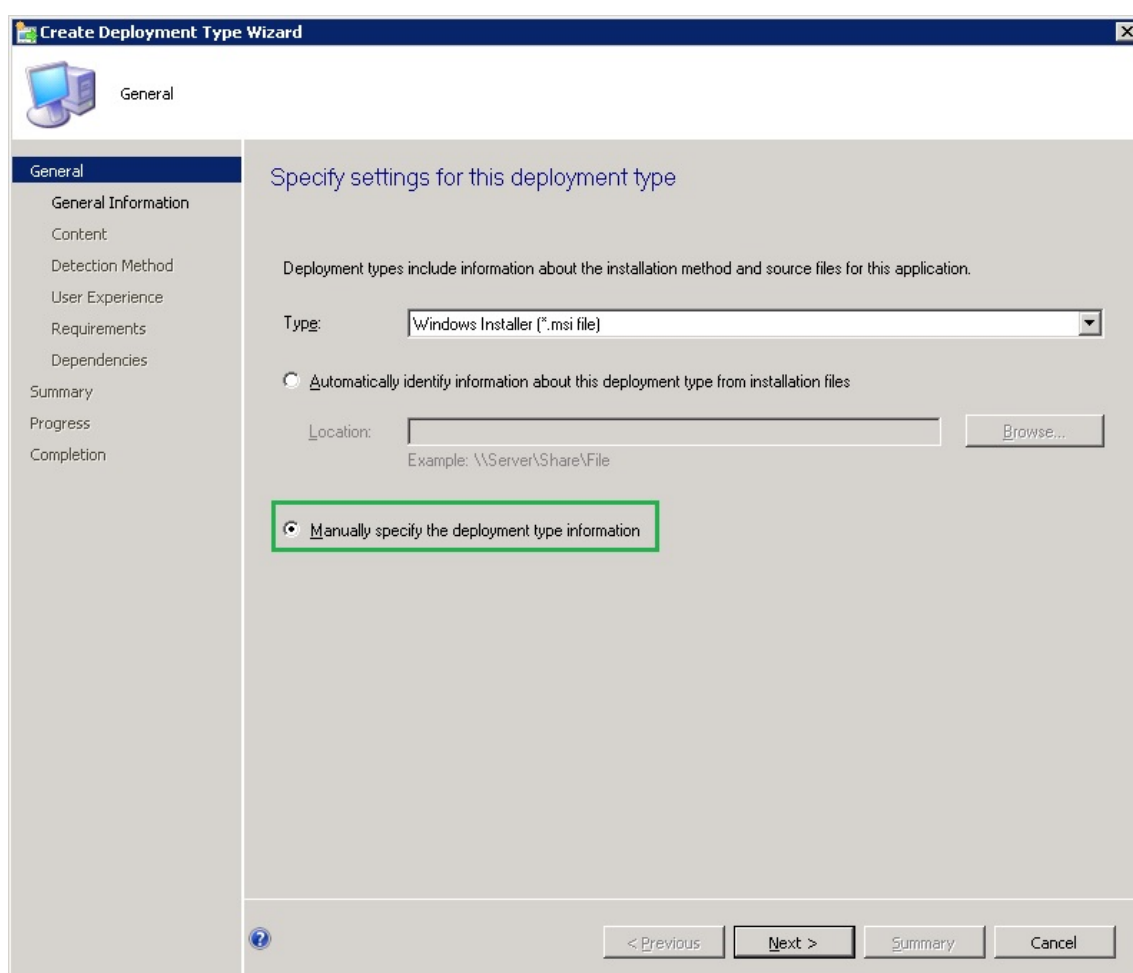 Create Deployment Type Wizard
General
General
General Information
Content
Detection Method
User Experience
Requirements
Dependencies
Summary
Progress
Completion
Specify settings for this deployment type
Deployment types include information about the installation method and source files for this application.
Type: Windows Installer (*.msi file)
Automatically identify information about this deployment type from installation files
Location: Browse...
Example: \\Server\Share\File
Manually specify the deployment type information
< Previous Next > Summary Cancel